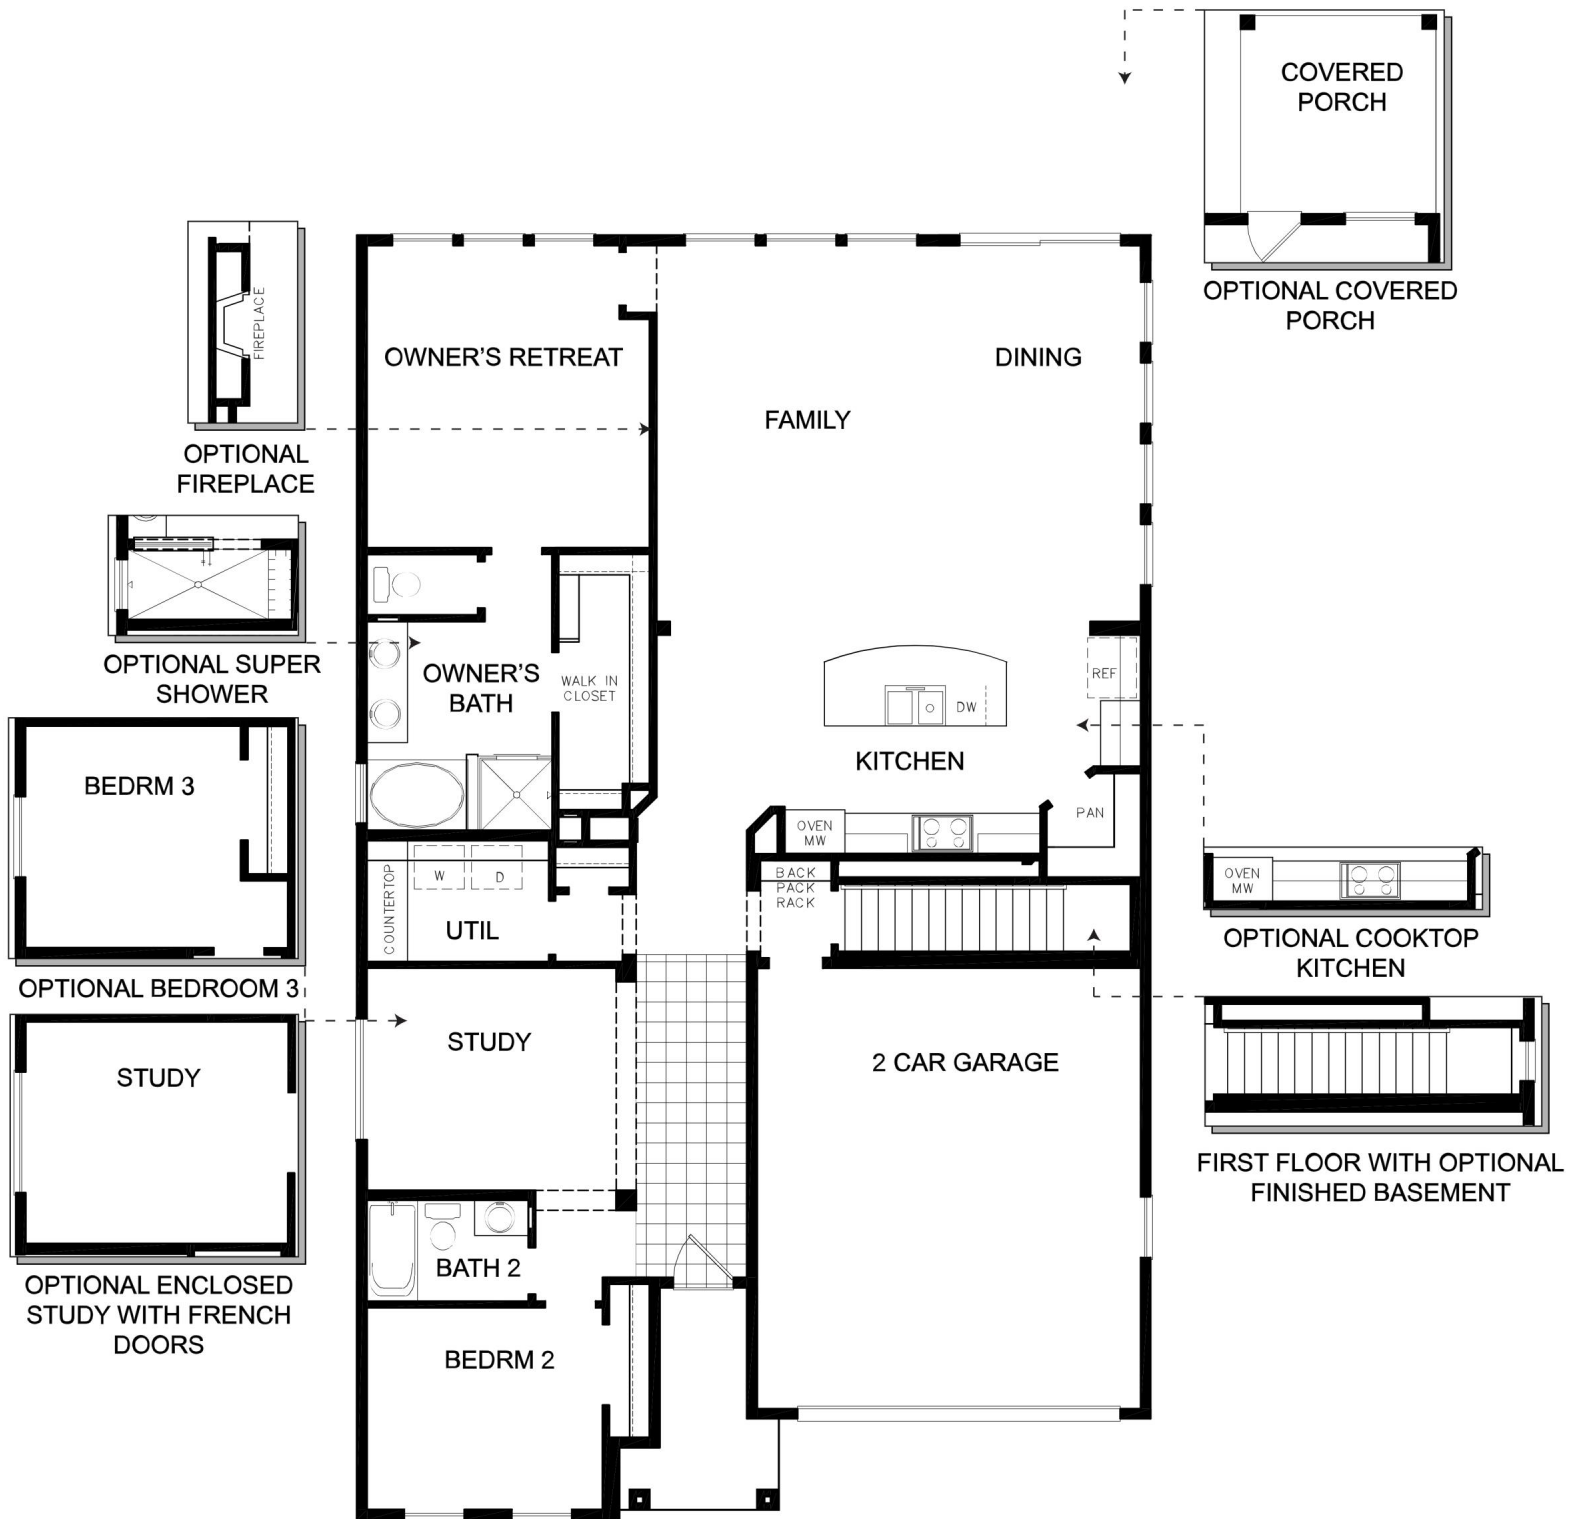 COVERED
PORCH
OPTIONAL COVERED
PORCH
FIREPLACE
OPTIONAL
FIREPLACE
OWNER'S RETREAT
DINING
FAMILY
OPTIONAL SUPER
SHOWER
OWNER'S
BATH
WALK IN
CLOSET
REF
DW
KITCHEN
BEDRM 3
OPTIONAL BEDROOM 3
OVEN
MW
PAN
OVEN
MW
OPTIONAL COOKTOP
KITCHEN
COUNTERTOP
W
D
UTIL
BACK
PACK
RACK
STUDY
2 CAR GARAGE
STUDY
OPTIONAL ENCLOSED
STUDY WITH FRENCH
DOORS
FIRST FLOOR WITH OPTIONAL
FINISHED BASEMENT
BATH 2
BEDRM 2